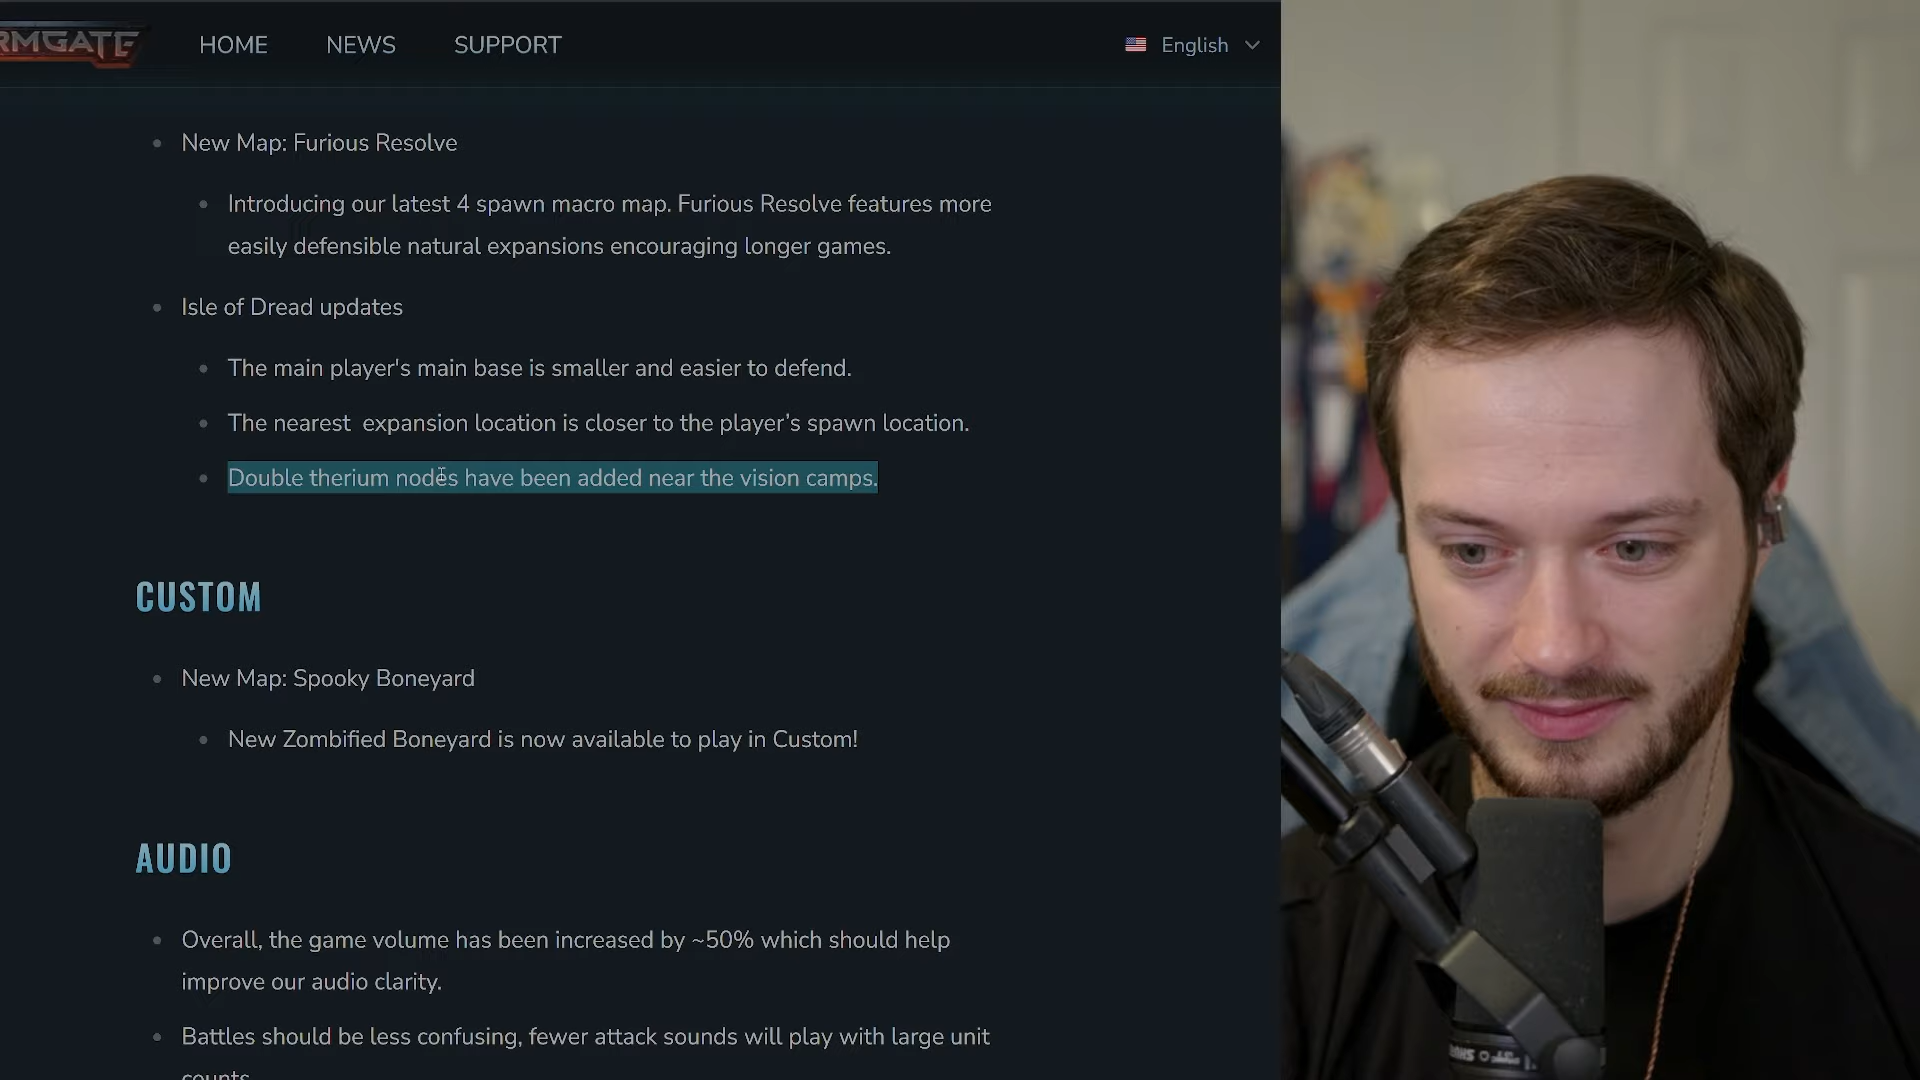 RMGATE
HOME
NEWS
SUPPORT
English
New Map: Furious Resolve
Introducing our latest 4 spawn macro map. Furious Resolve features more
easily defensible natural expansions encouraging longer games.
Isle of Dread updates
The main player's main base is smaller and easier to defend.
The nearest  expansion location is closer to the player’s spawn location.
Double therium nodes have been added near the vision camps.
CUSTOM
New Map: Spooky Boneyard
New Zombified Boneyard is now available to play in Custom!
AUDIO
Overall, the game volume has been increased by ~50% which should help
improve our audio clarity.
Battles should be less confusing, fewer attack sounds will play with large unit
counts